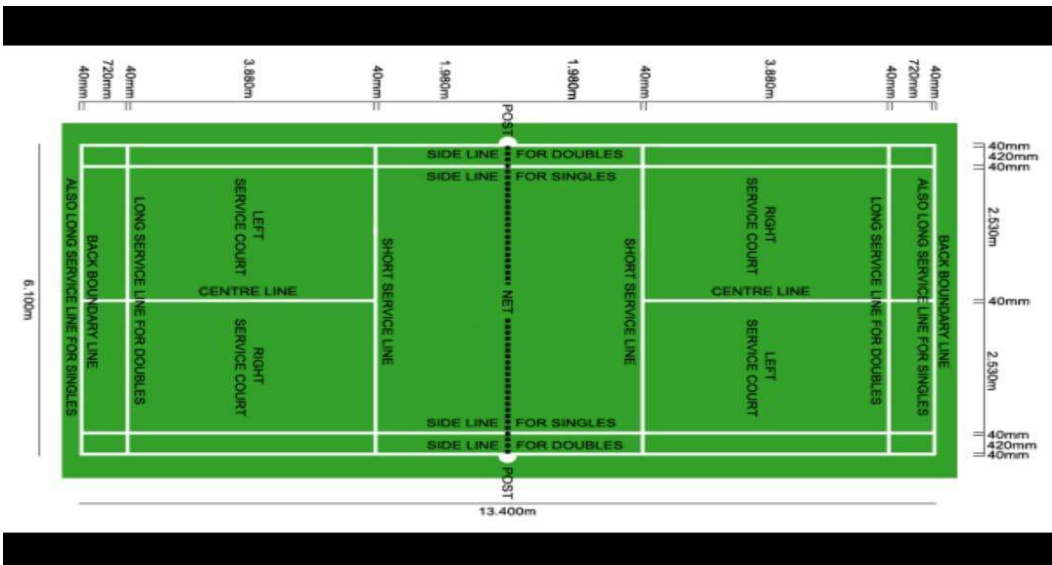 40mm
720mm
40mm
3.880m
40mm
1.980m
1.980m
40mm
3.880m
40mm
720mm
40mm
POST
SIDE LINE FOR DOUBLES
SIDE LINE FOR SINGLES
40mm
420mm
40mm
2.530m
40mm
2.530m
40mm
420mm
40mm
6.100m
ALSO LONG SERVICE LINE FOR SINGLES
BACK BOUNDARY LINE
LONG SERVICE LINE FOR DOUBLES
LEFT
SERVICE COURT
CENTRE LINE
RIGHT
SERVICE COURT
SHORT SERVICE LINE
NET
SHORT SERVICE LINE
RIGHT
SERVICE COURT
CENTRE LINE
LEFT
SERVICE COURT
LONG SERVICE LINE FOR DOUBLES
ALSO LONG SERVICE LINE FOR SINGLES
BACK BOUNDARY LINE
SIDE LINE FOR SINGLES
SIDE LINE FOR DOUBLES
POST
13.400m